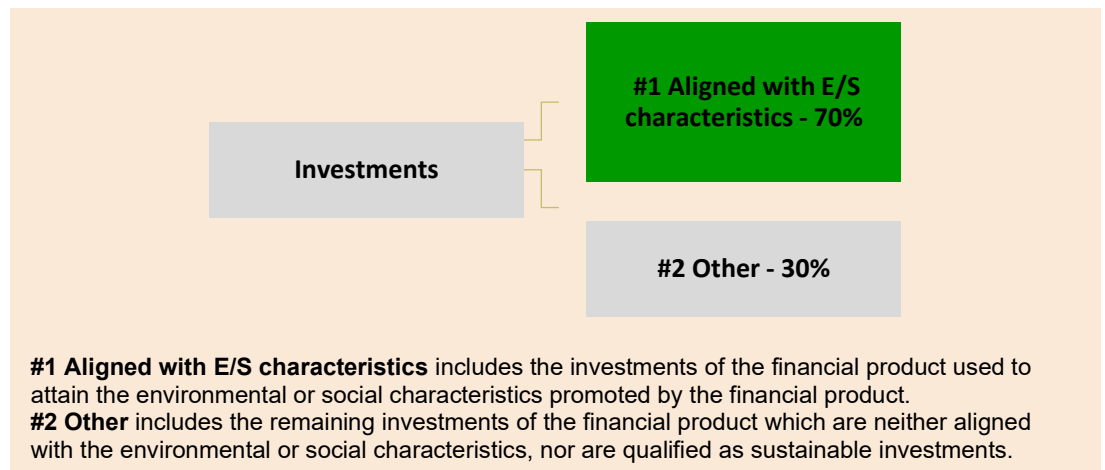 #1 Aligned with E/S
characteristics - 70%
Investments
#2 Other - 30%
#1 Aligned with E/S characteristics includes the investments of the financial product used to
attain the environmental or social characteristics promoted by the financial product.
#2 Other includes the remaining investments of the financial product which are neither aligned
with the environmental or social characteristics, nor are qualified as sustainable investments.